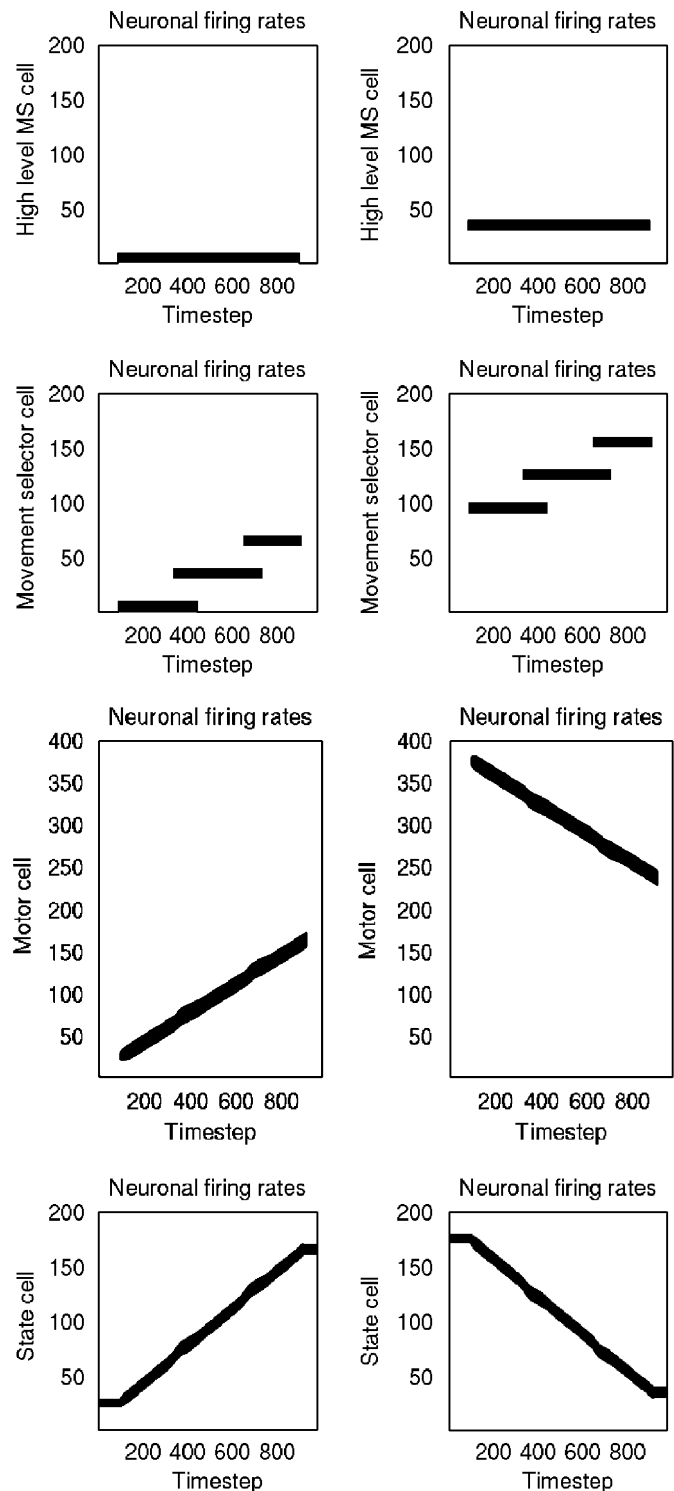 Neuronal firing rates
High level MS cell
200
150
100
50
200 400 600 800
Timestep
Neuronal firing rates
High level MS cell
200
150
100
50
200 400 600 800
Timestep
Neuronal firing rates
Movement selector cell
200
150
100
50
200 400 600 800
Timestep
Neuronal firing rates
Movement selector cell
200
150
100
50
200 400 600 800
Timestep
Neuronal firing rates
Motor cell
400
350
300
250
200
150
100
50
200 400 600 800
Timestep
Neuronal firing rates
Motor cell
400
350
300
250
200
150
100
50
200 400 600 800
Timestep
Neuronal firing rates
State cell
200
150
100
50
200 400 600 800
Timestep
Neuronal firing rates
State cell
200
150
100
50
200 400 600 800
Timestep